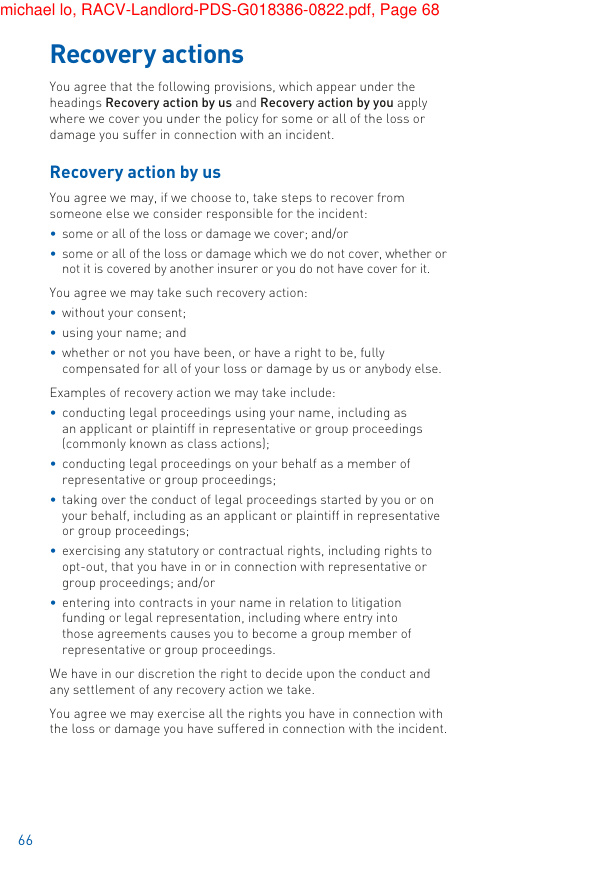 michael lo, RACV-Landlord-PDS-G018386-0822.pdf, Page 68
Recovery actions
You agree that the following provisions, which appear under the
headings Recovery action by us and Recovery action by you apply
where we cover you under the policy for some or all of the loss or
damage you suffer in connection with an incident.
Recovery action by us
You agree we may, if we choose to, take steps to recover from
someone else we consider responsible for the incident:
• some or all of the loss or damage we cover; and/or
• some or all of the loss or damage which we do not cover, whether or
not it is covered by another insurer or you do not have cover for it.
You agree we may take such recovery action:
• without your consent;
• using your name; and
• whether or not you have been, or have a right to be, fully
compensated for all of your loss or damage by us or anybody else.
Examples of recovery action we may take include:
• conducting legal proceedings using your name, including as
an applicant or plaintiff in representative or group proceedings
(commonly known as class actions);
• conducting legal proceedings on your behalf as a member of
representative or group proceedings;
• taking over the conduct of legal proceedings started by you or on
your behalf, including as an applicant or plaintiff in representative
or group proceedings;
• exercising any statutory or contractual rights, including rights to
opt-out, that you have in or in connection with representative or
group proceedings; and/or
• entering into contracts in your name in relation to litigation
funding or legal representation, including where entry into
those agreements causes you to become a group member of
representative or group proceedings.
We have in our discretion the right to decide upon the conduct and
any settlement of any recovery action we take.
You agree we may exercise all the rights you have in connection with
the loss or damage you have suffered in connection with the incident.
66